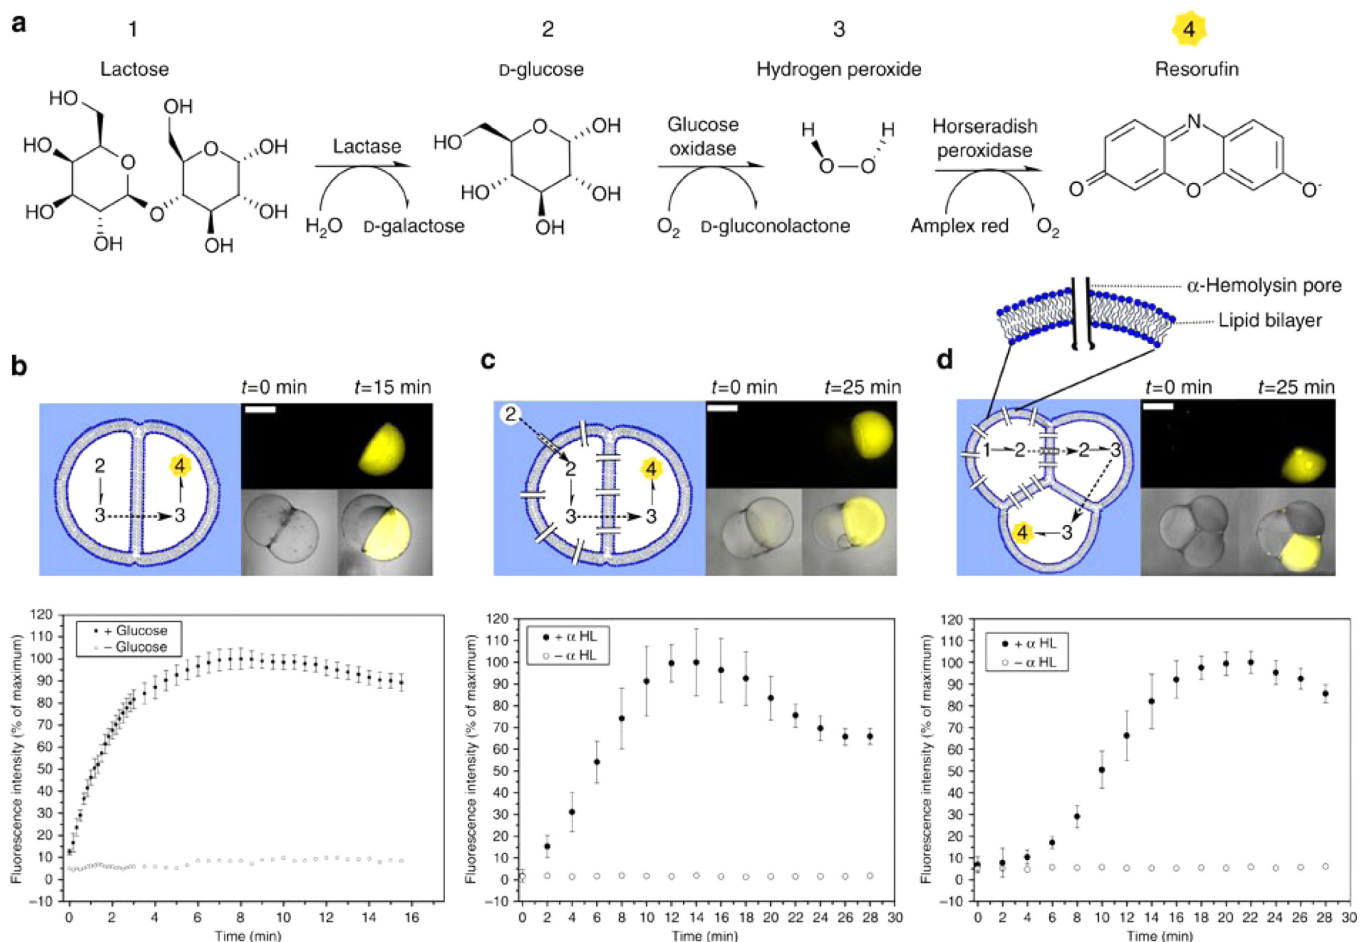 a
1 2 3 4
Lactose D-glucose Hydrogen peroxide Resorufin
HO OH HO O OH O OH HO OH O OH HO OH OH
Lactase
H₂O D-galactose
HO O OH HO OH OH
Glucose
oxidase
O₂ D-gluconolactone
H H
O O
Horseradish
peroxidase
Amplex red O₂
N
O O O⁻
α-Hemolysin pore
Lipid bilayer
b
t=0 min t=15 min
2 4
3 3
c
t=0 min t=25 min
2
2 4
3 3
d
t=0 min t=25 min
1 2 2 3
4 3
Fluorescence intensity (% of maximum)
120
110
100
90
80
70
60
50
40
30
20
10
0
−10
+ Glucose
− Glucose
0 2 4 6 8 10 12 14 16
Time (min)
Fluorescence intensity (% of maximum)
120
110
100
90
80
70
60
50
40
30
20
10
0
−10
+ α HL
− α HL
0 2 4 6 8 10 12 14 16 18 20 22 24 26 28 30
Time (min)
Fluorescence intensity (% of maximum)
120
110
100
90
80
70
60
50
40
30
20
10
0
−10
+ α HL
− α HL
0 2 4 6 8 10 12 14 16 18 20 22 24 26 28 30
Time (min)